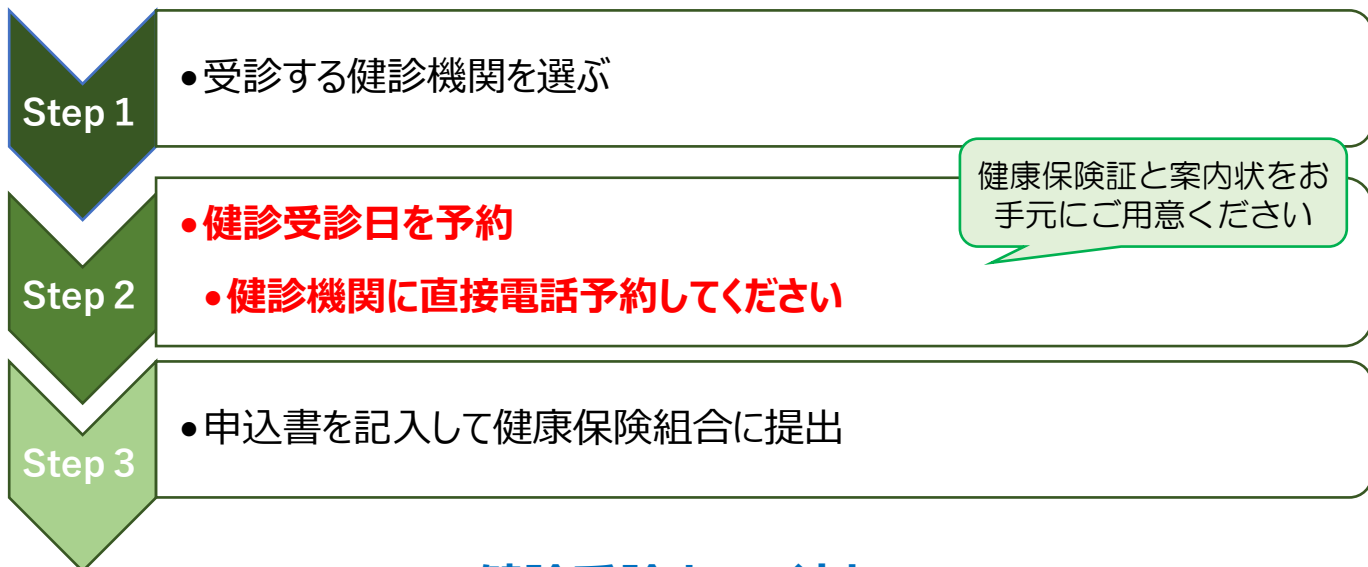 Step 1
•受診する健診機関を選ぶ
健康保険証と案内状をお
手元にご用意ください
Step 2
•健診受診日を予約
•健診機関に直接電話予約してください
Step 3
•申込書を記入して健康保険組合に提出